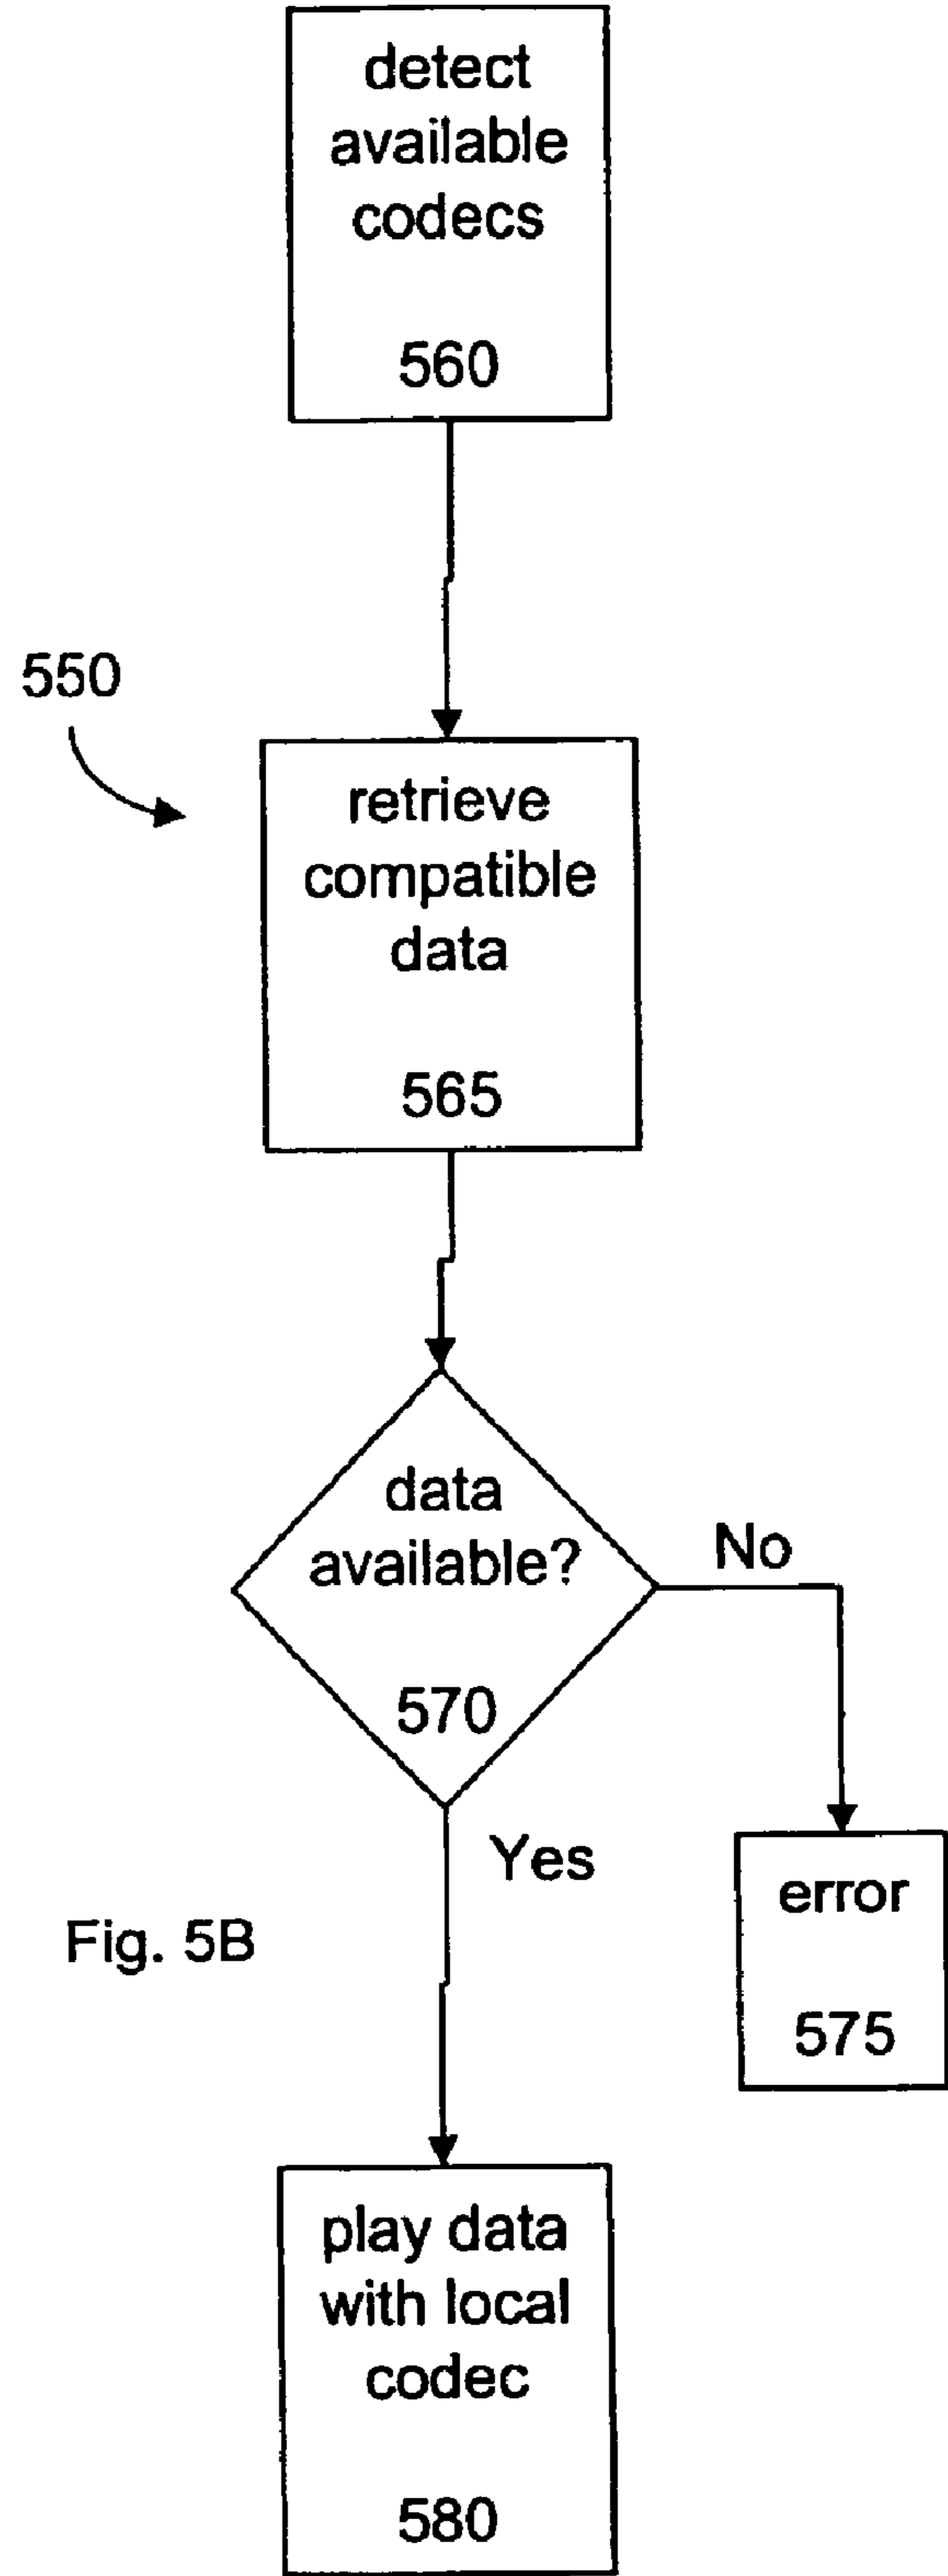 detect
available
codecs
560
550
retrieve
compatible
data
565
data
available?
570
No
Yes
error
575
Fig. 5B
play data
with local
codec
580